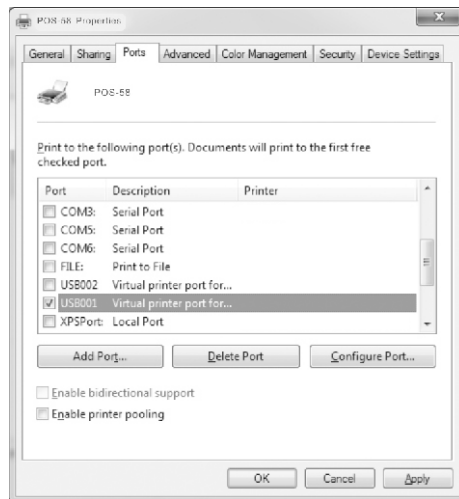 POS-58 Properties
General Sharing Ports Advanced Color Management Security Device Settings
POS-58
Print to the following port(s). Documents will print to the first free
checked port.
Port Description Printer
COM3: Serial Port
COM5: Serial Port
COM6: Serial Port
FILE: Print to File
USB002 Virtual printer port for...
USB001 Virtual printer port for...
XPSPort: Local Port
Add Port... Delete Port Configure Port...
Enable bidirectional support
Enable printer pooling
OK Cancel Apply